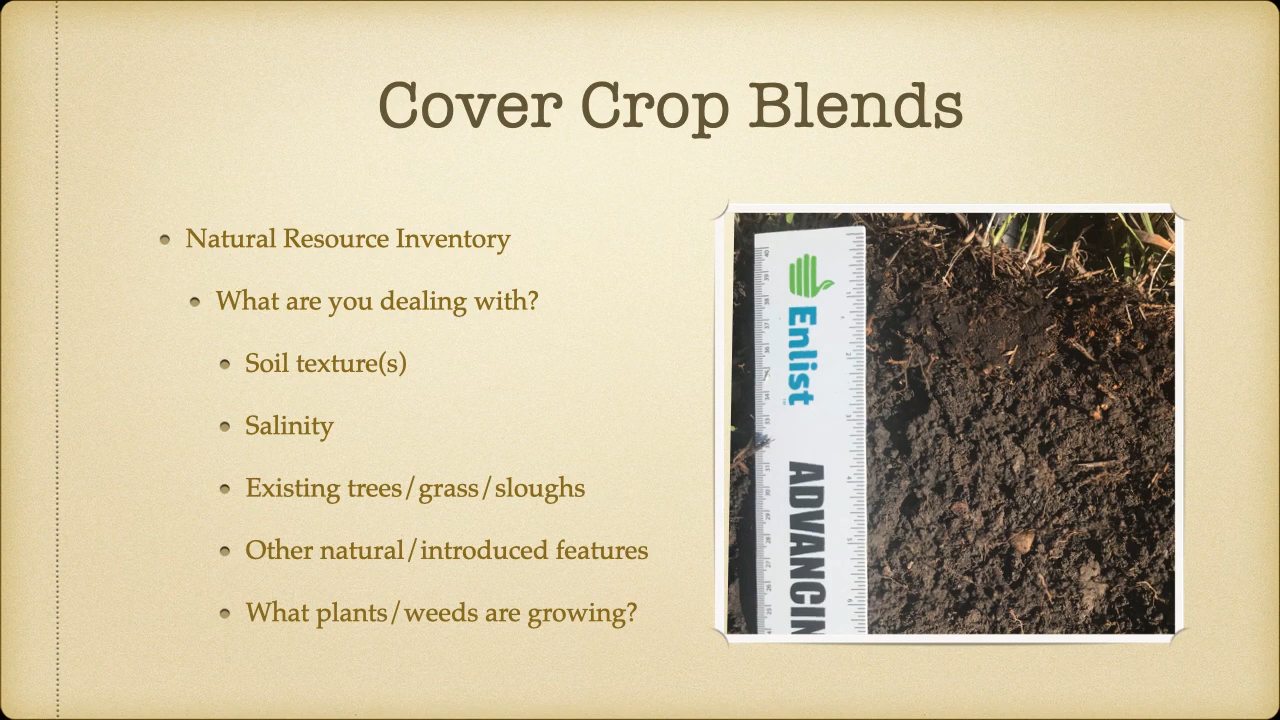 Cover Crop Blends
Natural Resource Inventory
What are you dealing with?
Soil texture(s)
Salinity
Existing trees/grass/sloughs
Other natural/introduced features
What plants/weeds are growing?
Enlist™
ADVANCIN